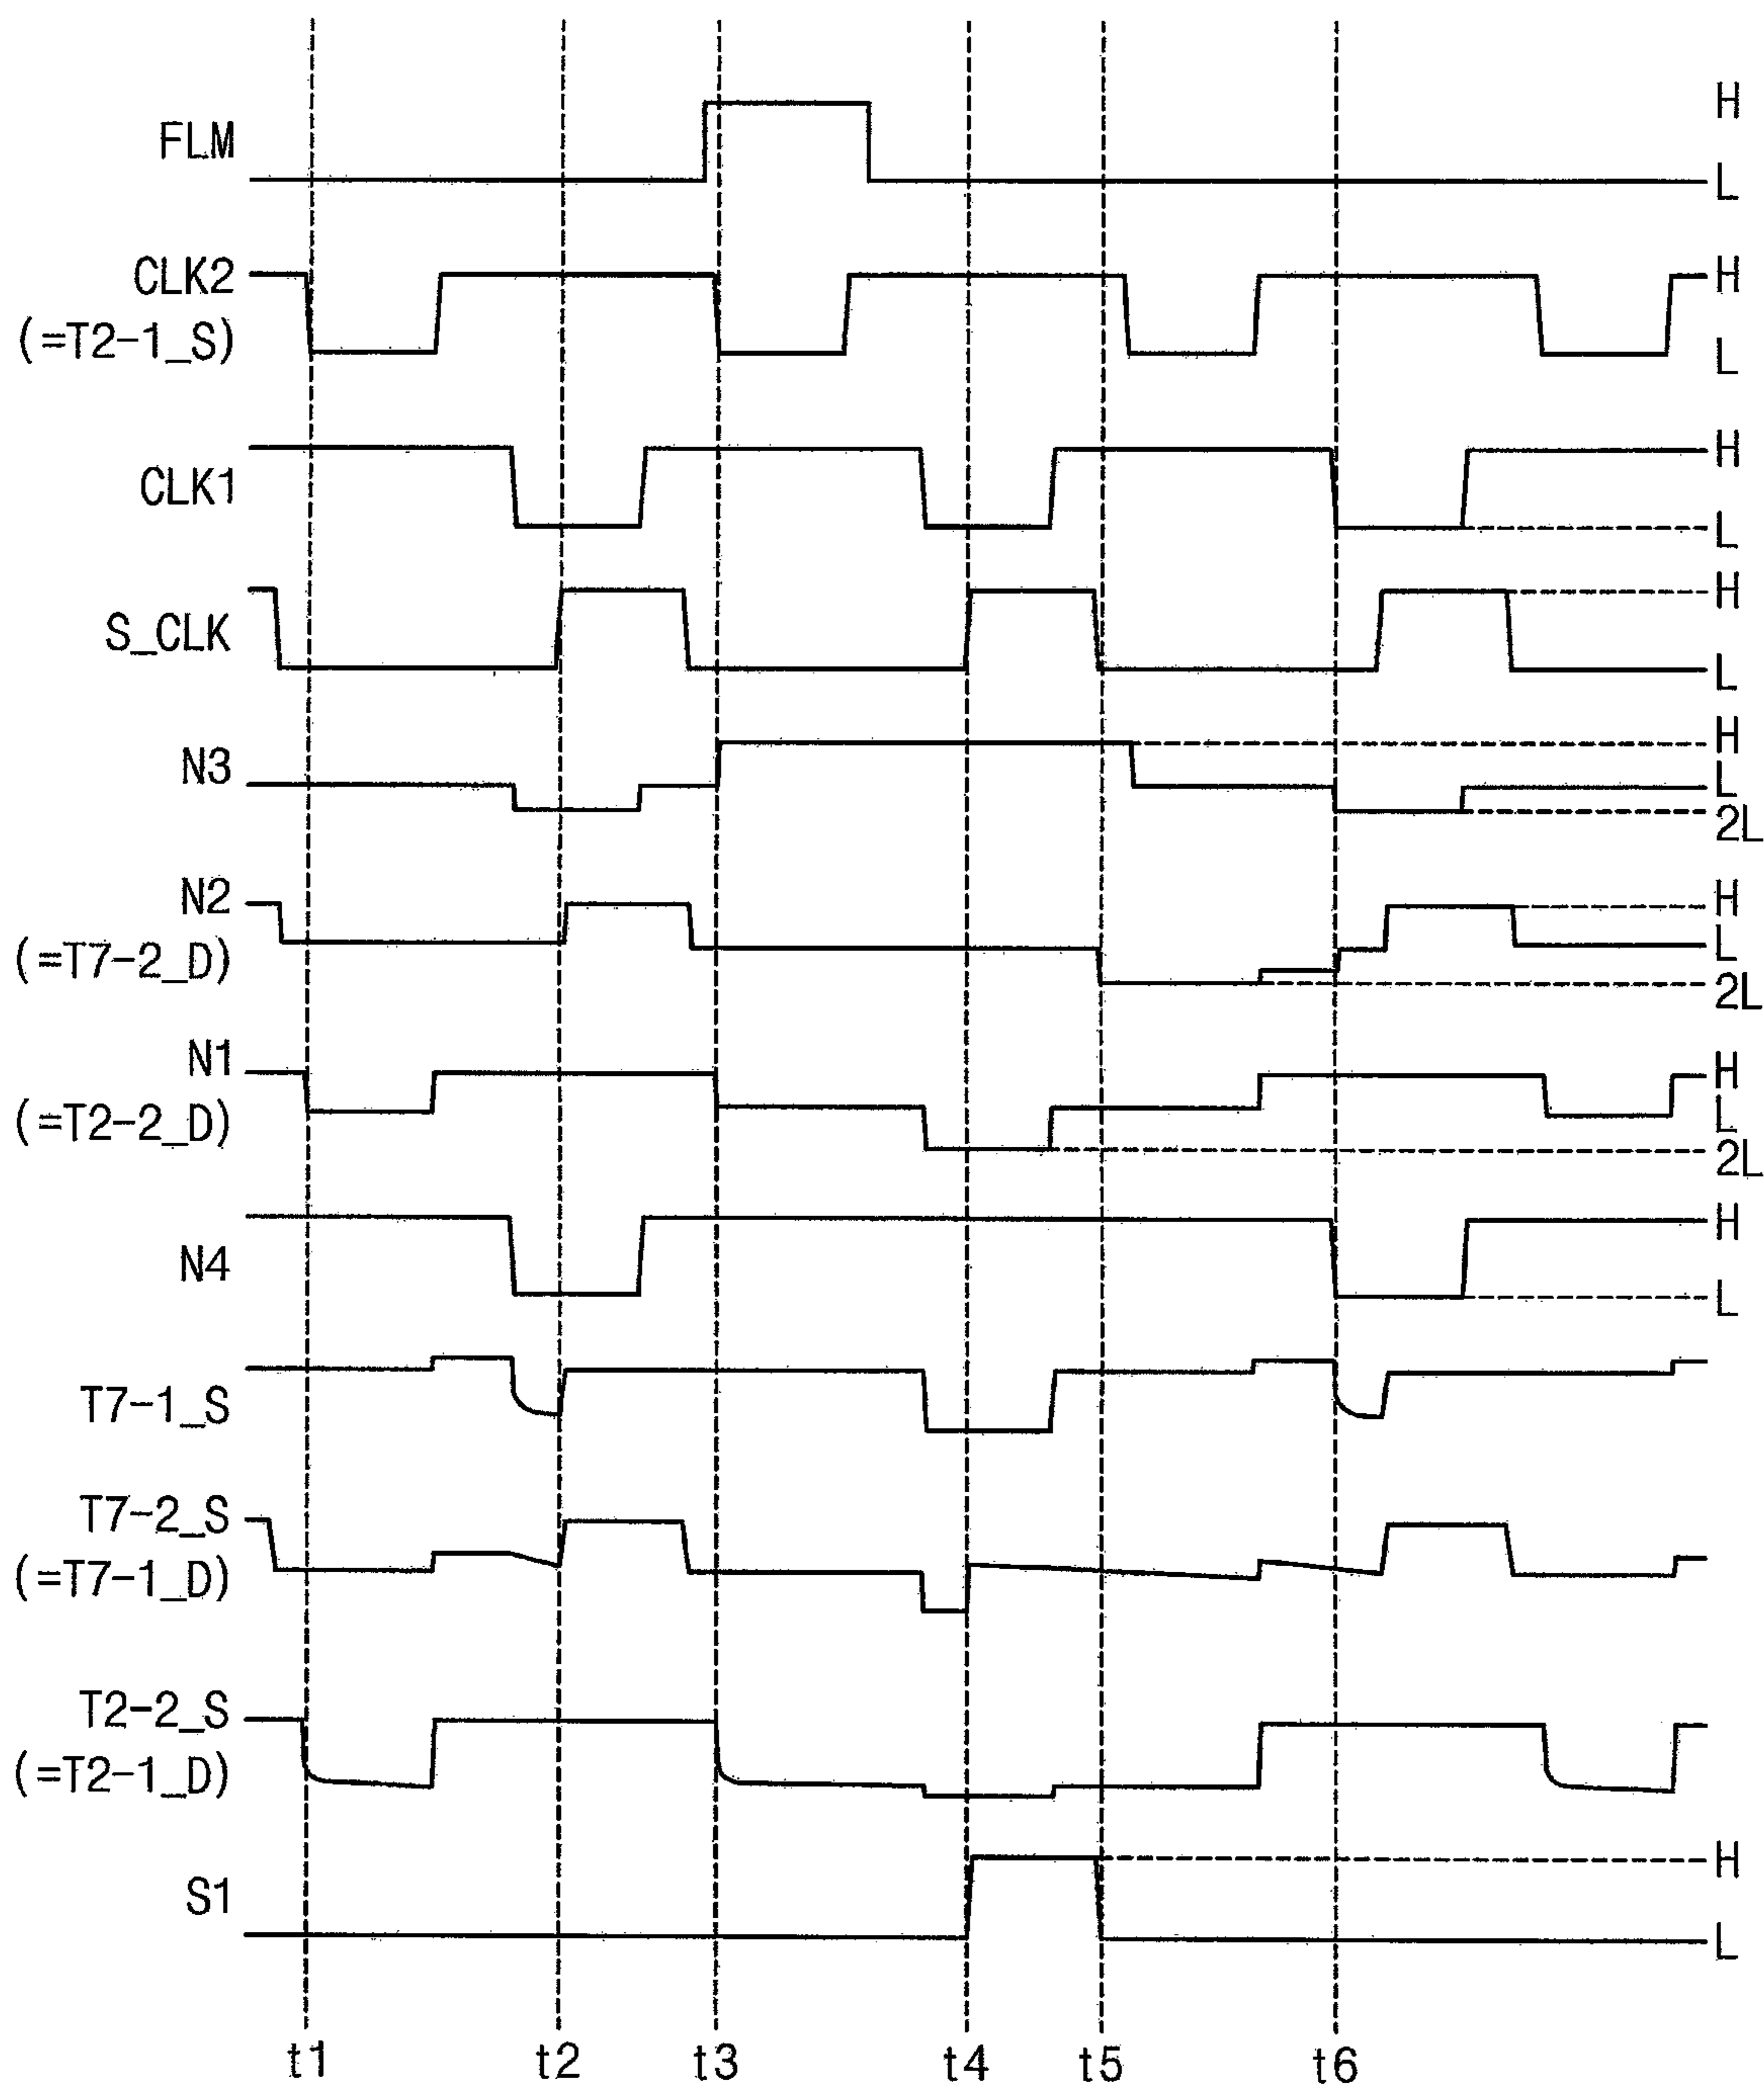 FLM H
L
CLK2 H
(=T2-1_S) L
H
CLK1
L
H
S_CLK
L
N3 H
L
2L
N2 H
(=T7-2_D) L
2L
N1 H
(=T2-2_D) L
2L
H
N4
L
T7-1_S
T7-2_S
(=T7-1_D)
T2-2_S
(=T2-1_D)
H
S1
L
t1 t2 t3 t4 t5 t6